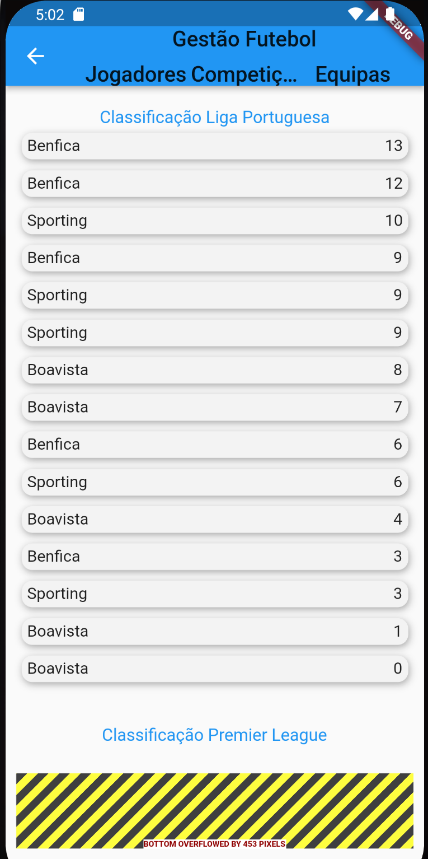 5:02
DEBUG
Gestão Futebol
Jogadores Competiç... Equipas
Classificação Liga Portuguesa
Benfica 13
Benfica 12
Sporting 10
Benfica 9
Sporting 9
Sporting 9
Boavista 8
Boavista 7
Benfica 6
Sporting 6
Boavista 4
Benfica 3
Sporting 3
Boavista 1
Boavista 0
Classificação Premier League
BOTTOM OVERFLOWED BY 453 PIXELS